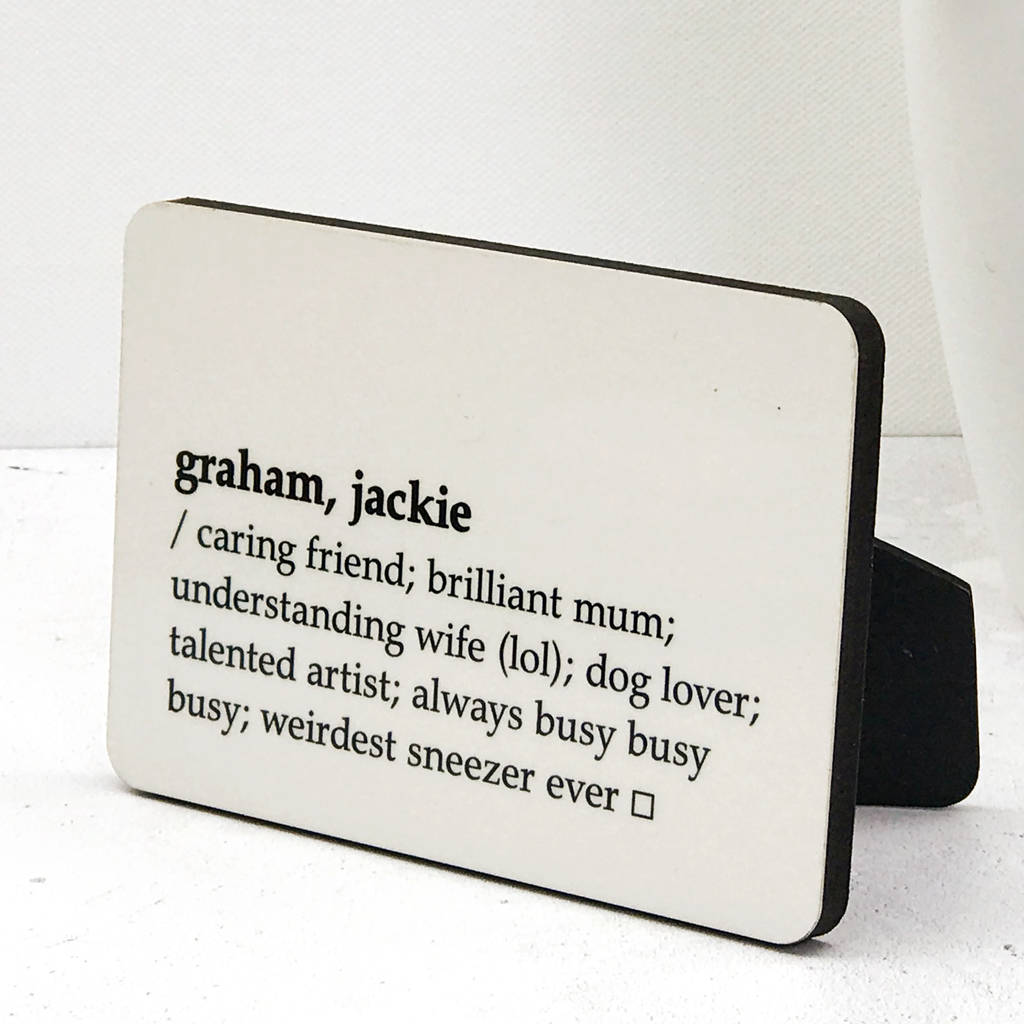 graham, jackie
/ caring friend; brilliant mum;
understanding wife (lol); dog lover;
talented artist; always busy busy
busy; weirdest sneezer ever □